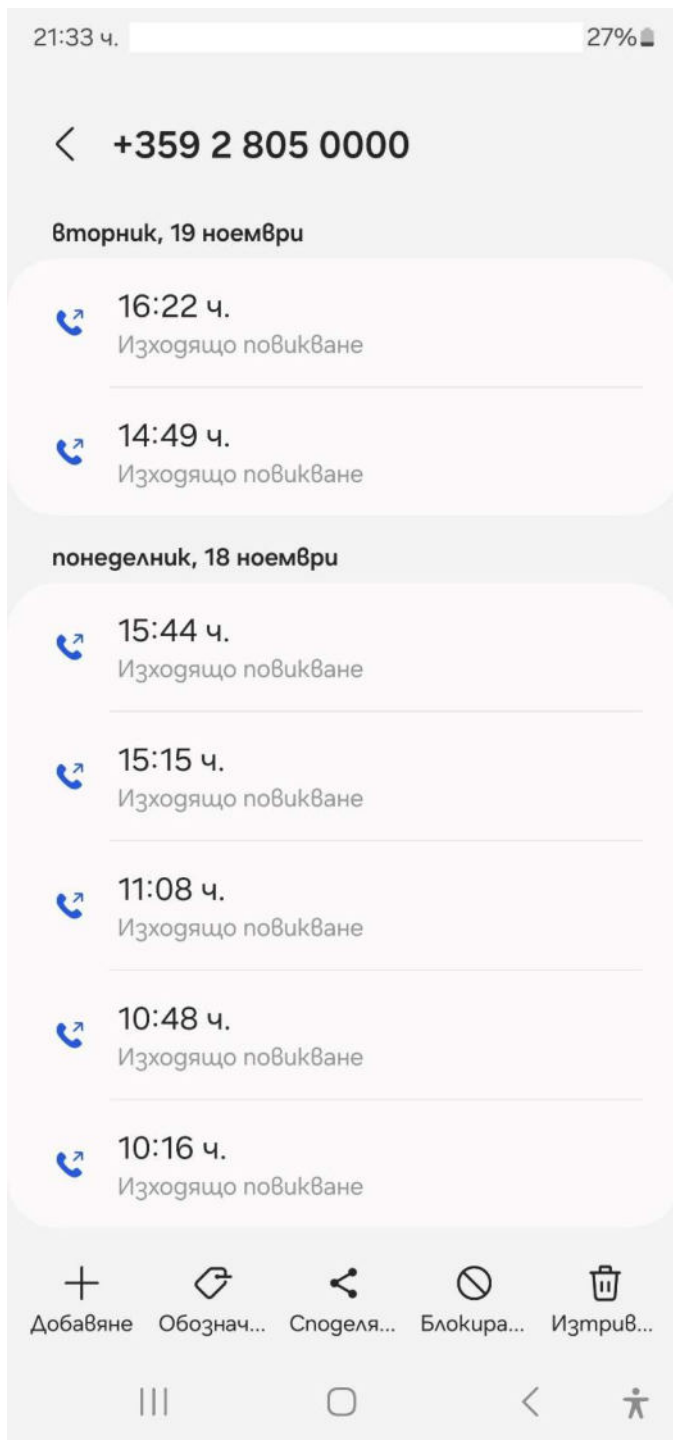 21:33 ч. 27%
+359 2 805 0000
вторник, 19 ноември
16:22 ч.
Изходящо повикване
14:49 ч.
Изходящо повикване
понеделник, 18 ноември
15:44 ч.
Изходящо повикване
15:15 ч.
Изходящо повикване
11:08 ч.
Изходящо повикване
10:48 ч.
Изходящо повикване
10:16 ч.
Изходящо повикване
Добавяне Обознач... Споделя... Блокира... Изтрив...